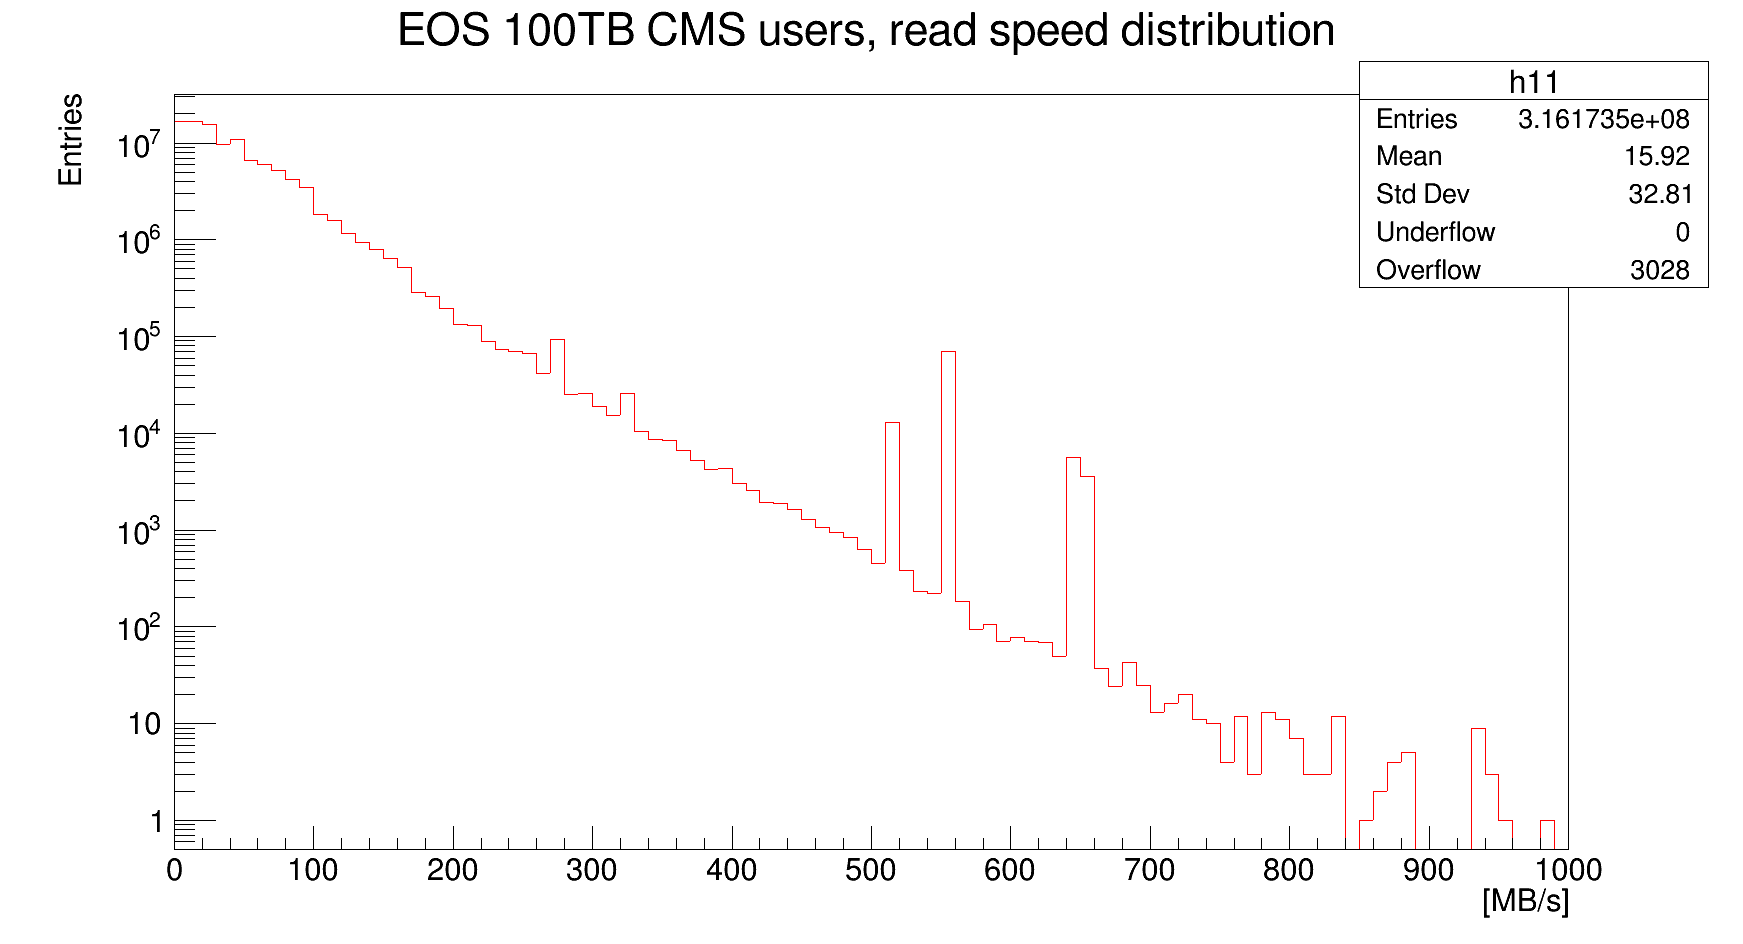 EOS 100TB CMS users, read speed distribution
h11
Entries 3.161735e+08
Mean 15.92
Std Dev 32.81
Underflow 0
Overflow 3028
Entries
10^7
10^6
10^5
10^4
10^3
10^2
10
1
0 100 200 300 400 500 600 700 800 900 1000
[MB/s]